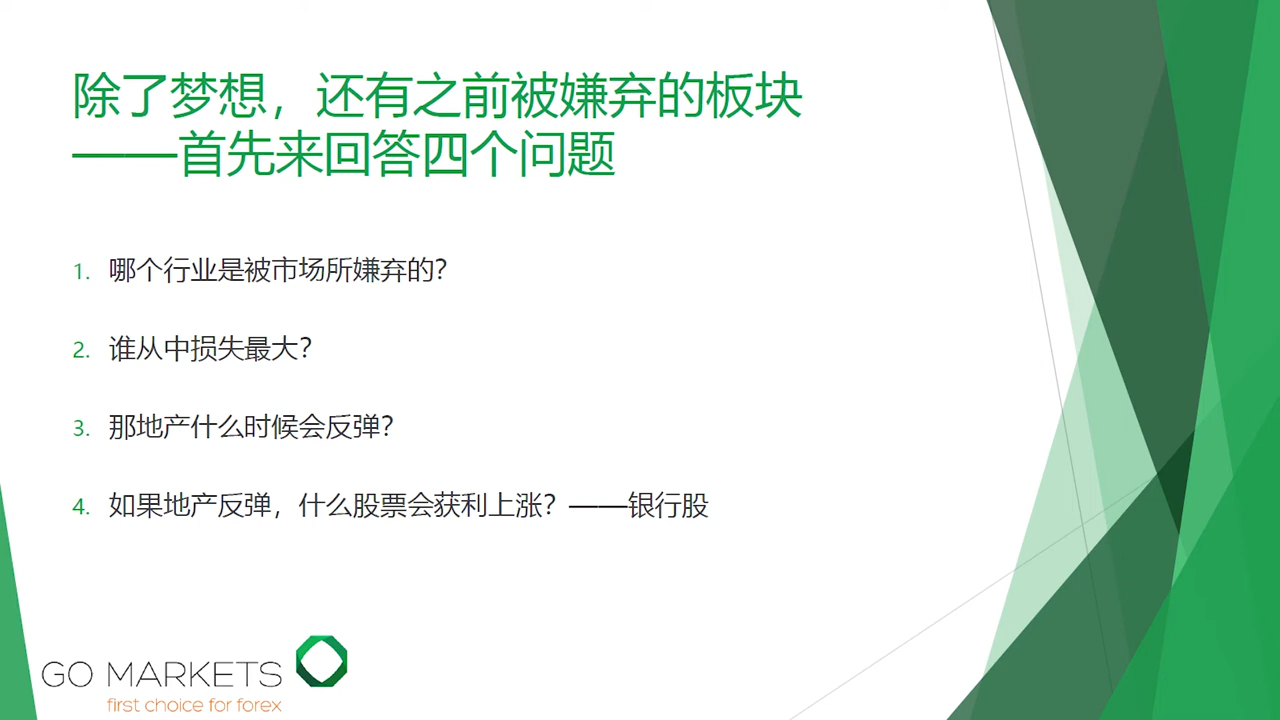 除了梦想，还有之前被嫌弃的板块
——首先来回答四个问题
1. 哪个行业是被市场所嫌弃的？
2. 谁从中损失最大？
3. 那地产什么时候会反弹？
4. 如果地产反弹，什么股票会获利上涨？——银行股
GO MARKETS
first choice for forex